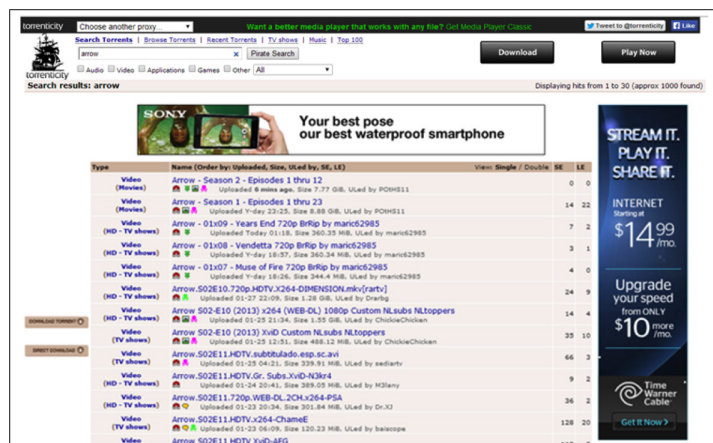 torrenticity
Choose another proxy...
Want a better media player that works with any file? Get Media Player Classic
Tweet to @torrenticity
Like
Search Torrents | Browse Torrents | Recent Torrents | TV shows | Music | Top 100
arrow
Pirate Search
Download
Play Now
Audio Video Applications Games Other All
torrenticity
Search results: arrow
Displaying hits from 1 to 30 (approx 1000 found)
SONY
Your best pose
our best waterproof smartphone
Type Name (Order by: Uploaded, Size, ULed by, SE, LE) View: Single / Double SE LE
Video
(Movies)
Arrow - Season 2 - Episodes 1 thru 12
Uploaded 6 mins ago, Size 7.77 GiB, ULed by POtHS11
0 0
Video
(Movies)
Arrow - Season 1 - Episodes 1 thru 23
Uploaded Y-day 23:25, Size 8.88 GiB, ULed by POtHS11
14 22
Video
(HD - TV shows)
Arrow - 01x09 - Years End 720p BrRip by maric62985
Uploaded Today 01:18, Size 360.35 MiB, ULed by maric62985
7 2
Video
(HD - TV shows)
Arrow - 01x08 - Vendetta 720p BrRip by maric62985
Uploaded Y-day 18:57, Size 360.34 MiB, ULed by maric62985
3 1
Video
(HD - TV shows)
Arrow - 01x07 - Muse of Fire 720p BrRip by maric62985
Uploaded Y-day 18:26, Size 344.4 MiB, ULed by maric62985
4 0
Video
(HD - TV shows)
Arrow.S02E10.720p.HDTV.X264-DIMENSION.mkv[rartv]
Uploaded 01-27 22:09, Size 1.28 GiB, ULed by Drarbg
24 9
Video
(HD - TV shows)
Arrow S02-E10 (2013) x264 (WEB-DL) 1080p Custom NLsubs NLtoppers
Uploaded 01-25 21:34, Size 1.55 GiB, ULed by ChickieChicken
14 4
Video
(TV shows)
Arrow S02-E10 (2013) XviD Custom NLsubs NLtoppers
Uploaded 01-25 12:51, Size 488.12 MiB, ULed by ChickieChicken
35 10
Video
(TV shows)
Arrow.S02E11.HDTV.subtitulado.esp.sc.avi
Uploaded 01-25 04:21, Size 339.91 MiB, ULed by sediartv
66 3
Video
(HD - TV shows)
Arrow.S02E11.HDTV.Gr. Subs.XviD-N3kr4
Uploaded 01-24 20:41, Size 389.05 MiB, ULed by M3lany
9 2
Video
(HD - TV shows)
Arrow.S02E11.720p.WEB-DL.2CH.x264-PSA
Uploaded 01-23 20:34, Size 301.84 MiB, ULed by Dr.XJ
36 2
Video
(TV shows)
Arrow.S02E11.HDTV.x264-ChameE
Uploaded 01-23 06:09, Size 120.23 MiB, ULed by baiscope
128 20
Video
Arrow S02E11 HDTV XviD-AFG
DOWNLOAD TORRENT
DIRECT DOWNLOAD
STREAM IT.
PLAY IT.
SHARE IT.
INTERNET
Starting at
$14.99
/mo.
Upgrade
your speed
from ONLY
$10 more
/mo.
Time
Warner
Cable
Get It Now >